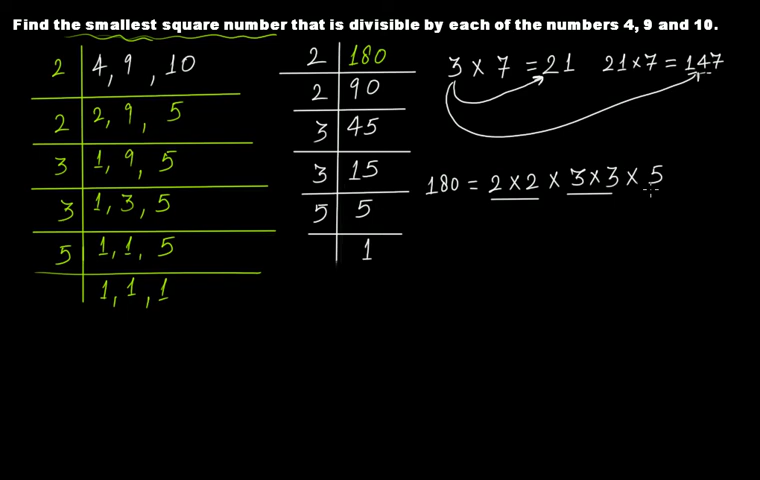 Find the smallest square number that is divisible by each of the numbers 4, 9 and 10.
2 | 4, 9, 10
2 | 2, 9, 5
3 | 1, 9, 5
3 | 1, 3, 5
5 | 1, 1, 5
1, 1, 1
2 | 180
2 | 90
3 | 45
3 | 15
5 | 5
1
3 × 7 = 21 21×7 = 147
180 = 2 × 2 × 3 × 3 × 5